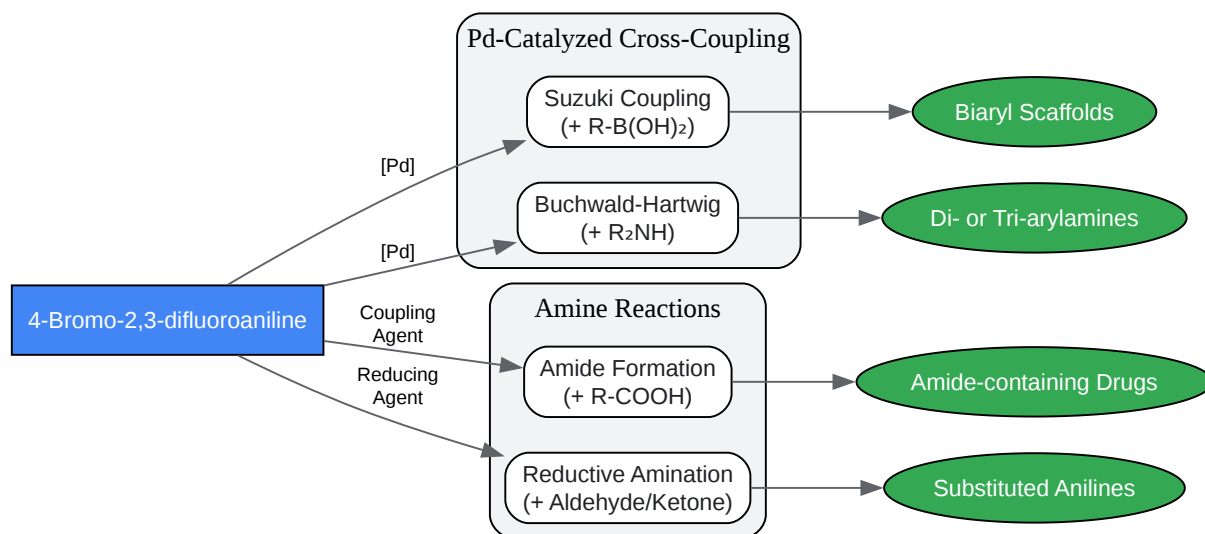 Pd-Catalyzed Cross-Coupling
Suzuki Coupling
(+ R-B(OH)₂)
Biaryl Scaffolds
[Pd]
Buchwald-Hartwig
(+ R₂NH)
Di- or Tri-arylamines
[Pd]
4-Bromo-2,3-difluoroaniline
Amine Reactions
Coupling
Agent
Amide Formation
(+ R-COOH)
Amide-containing Drugs
Reducing
Agent
Reductive Amination
(+ Aldehyde/Ketone)
Substituted Anilines